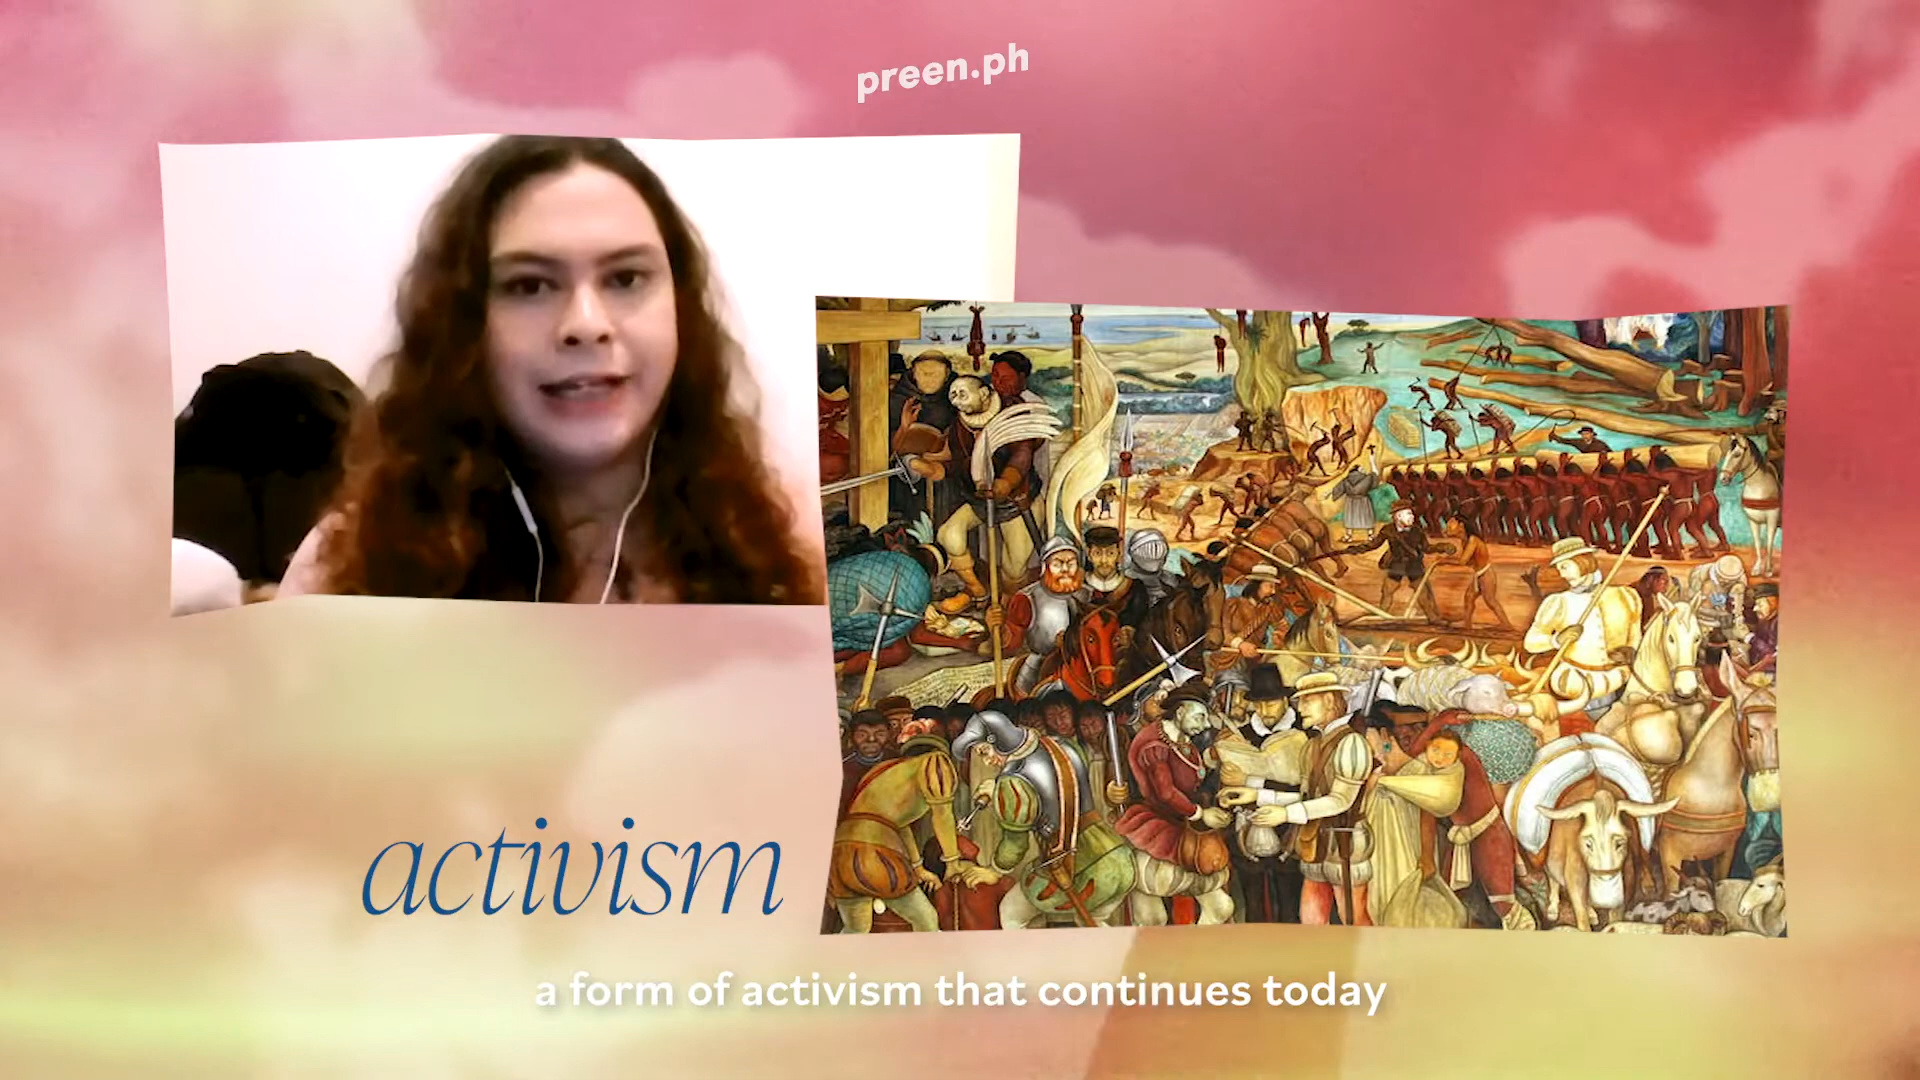 preen.ph
activism
a form of activism that continues today